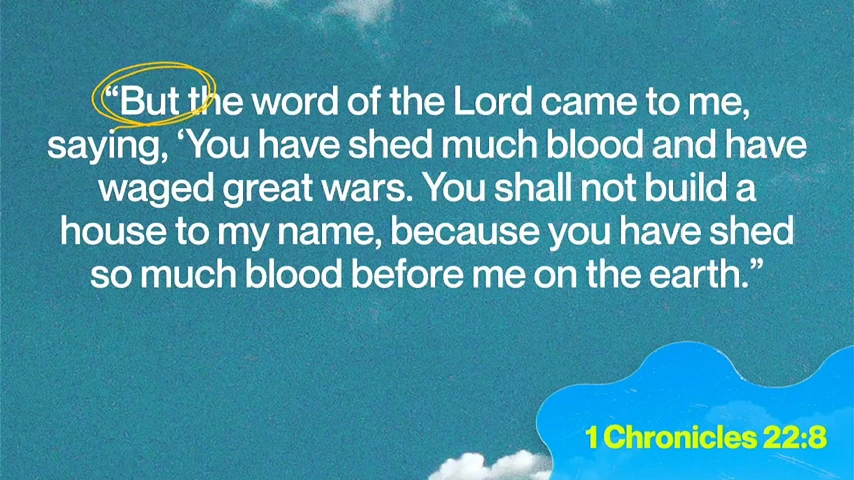 “But the word of the Lord came to me,
saying, ‘You have shed much blood and have
waged great wars. You shall not build a
house to my name, because you have shed
so much blood before me on the earth.”
1 Chronicles 22:8